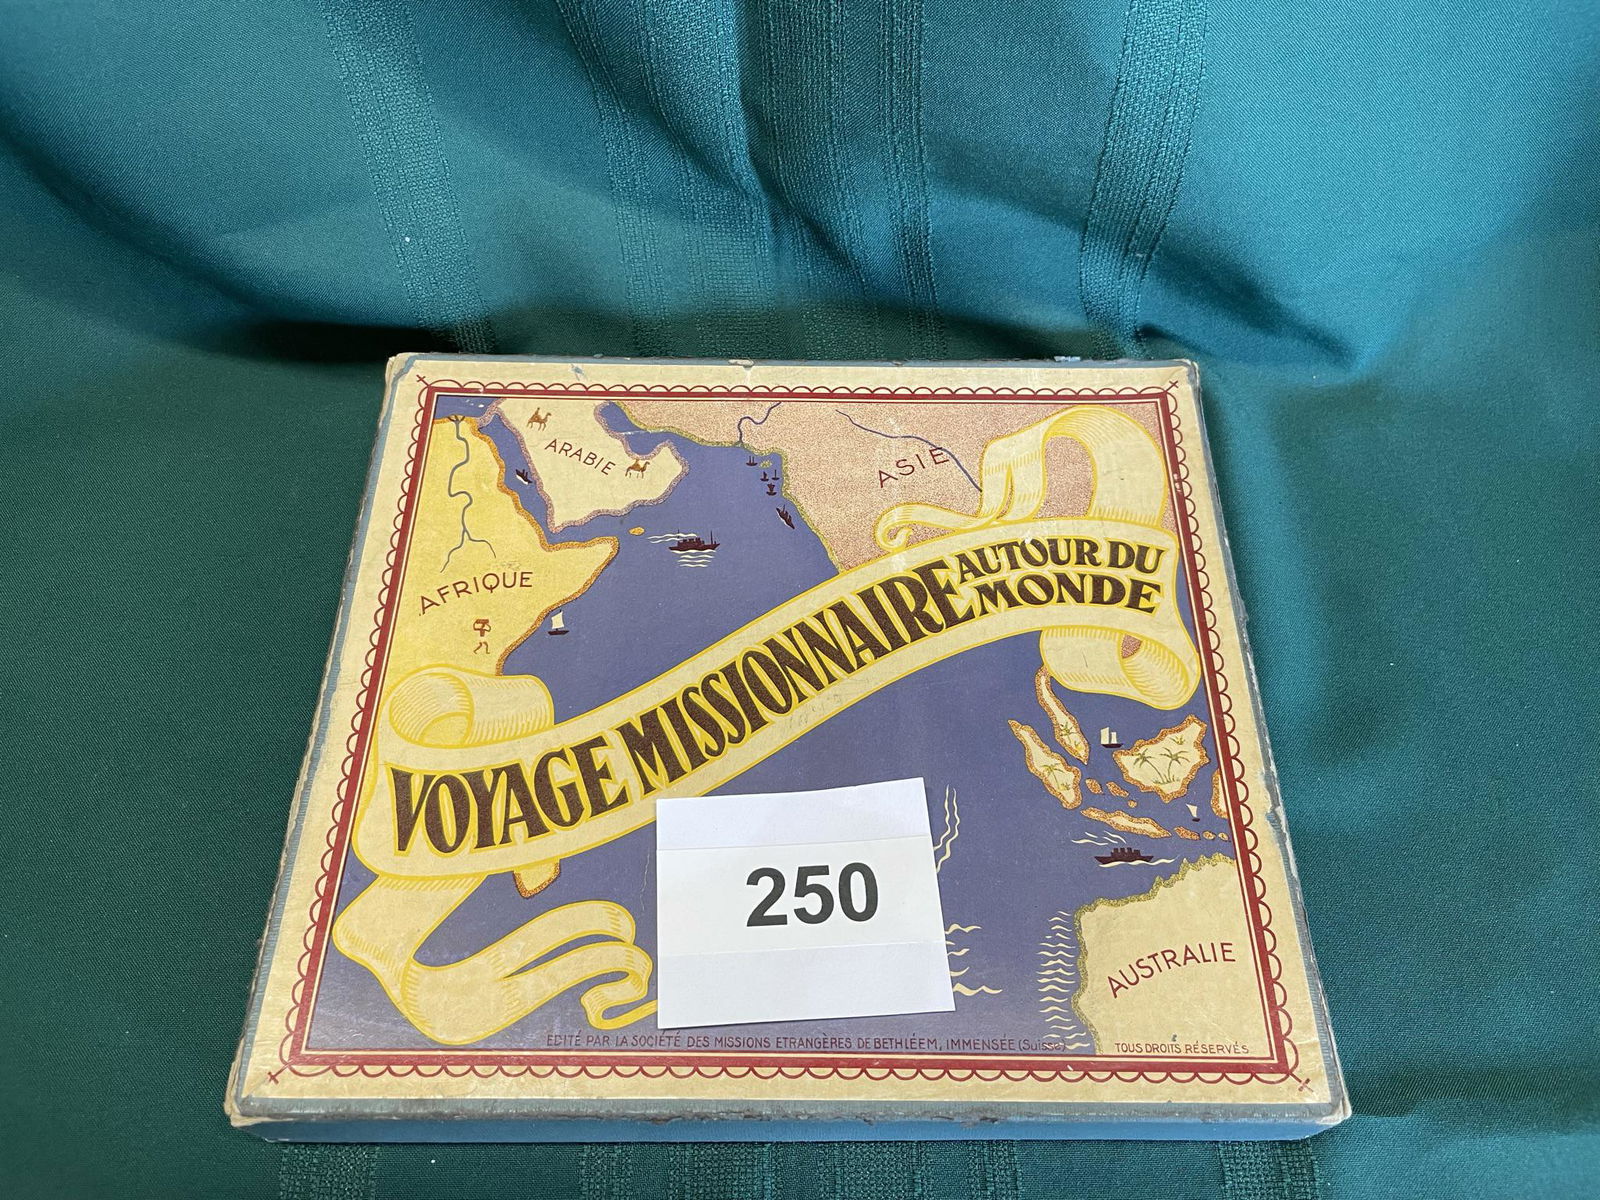 ARABIE
ASIE
AFRIQUE
VOYAGE MISSIONNAIRE AUTOUR DU
MONDE
250
AUSTRALIE
EDITÉ PAR LA SOCIÉTÉ DES MISSIONS ETRANGÈRES DE BETHLÉEM, IMMENSÉE (Suisse)
TOUS DROITS RÉSERVÉS